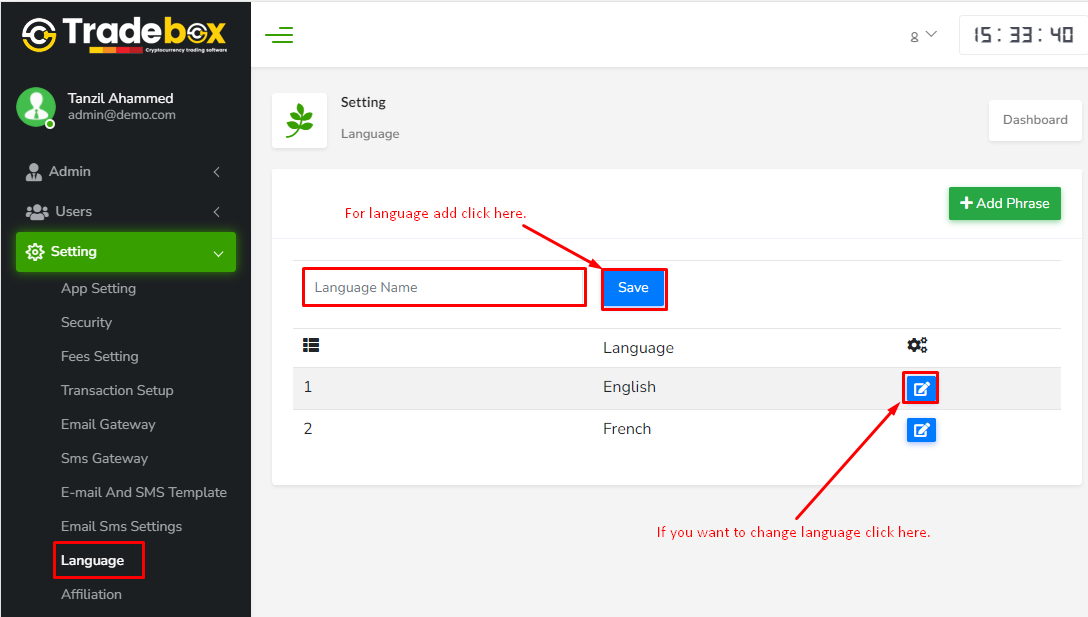 Tradebox
Cryptocurrency trading software
15:33:40
Tanzil Ahammed
admin@demo.com
Admin
Users
Setting
App Setting
Security
Fees Setting
Transaction Setup
Email Gateway
Sms Gateway
E-mail And SMS Template
Email Sms Settings
Language
Affiliation
Setting
Language
Dashboard
For language add click here.
Add Phrase
Language Name
Save
Language
1 English
2 French
If you want to change language click here.